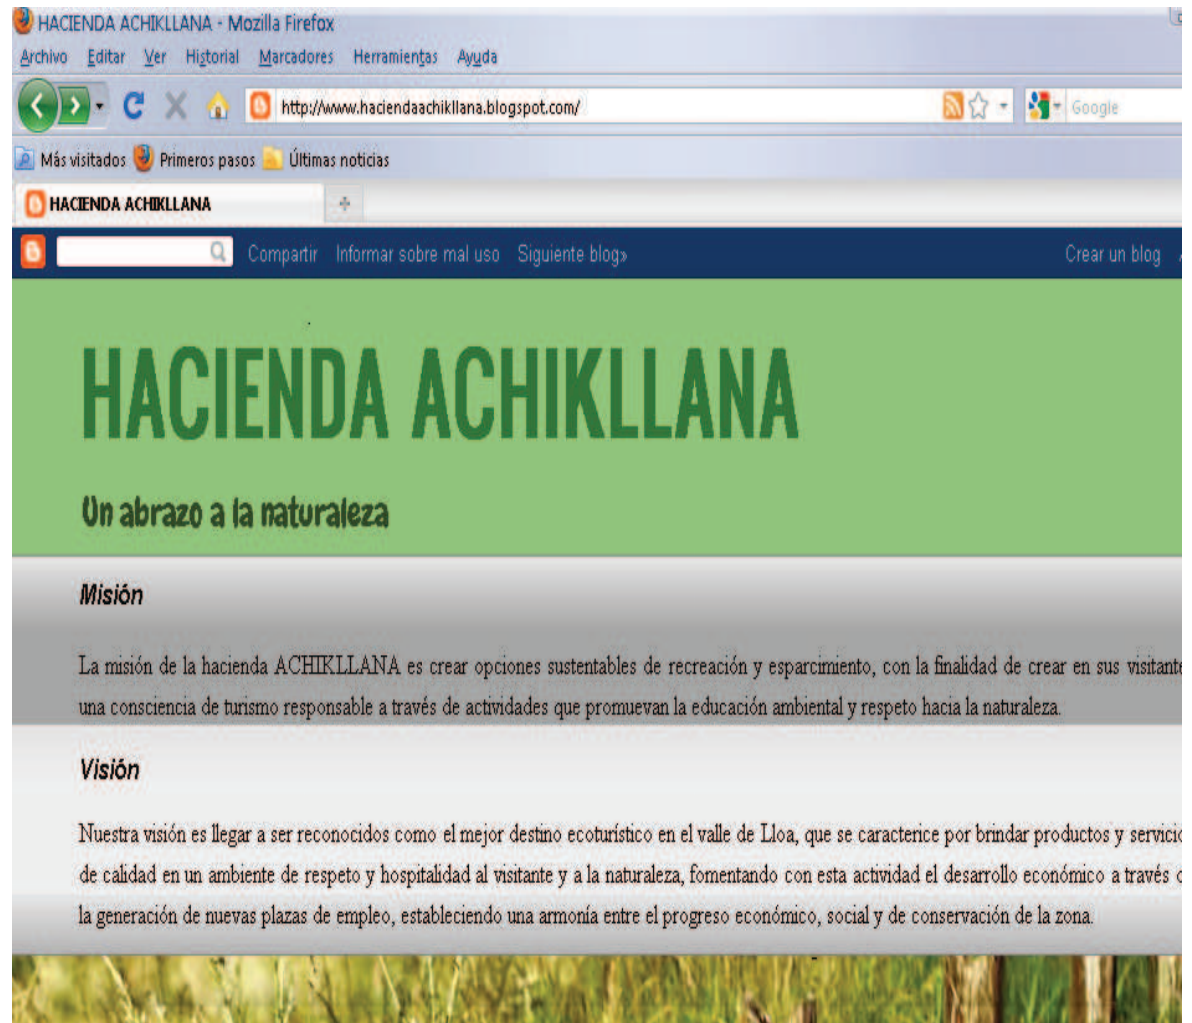 HACIENDA ACHIKLLANA - Mozilla Firefox
Archivo Editar Ver Historial Marcadores Herramientas Ayuda
http://www.haciendaachikllana.blogspot.com/ Google
Más visitados Primeros pasos Últimas noticias
HACIENDA ACHIKLLANA
Compartir Informar sobre mal uso Siguiente blog» Crear un blog
HACIENDA ACHIKLLANA
Un abrazo a la naturaleza
Misión
La misión de la hacienda ACHIKLLANA es crear opciones sustentables de recreación y esparcimiento, con la finalidad de crear en sus visitante
una consciencia de turismo responsable a través de actividades que promuevan la educación ambiental y respeto hacia la naturaleza.
Visión
Nuestra visión es llegar a ser reconocidos como el mejor destino ecoturístico en el valle de Lloa, que se caracterice por brindar productos y servicio
de calidad en un ambiente de respeto y hospitalidad al visitante y a la naturaleza, fomentando con esta actividad el desarrollo económico a través
la generación de nuevas plazas de empleo, estableciendo una armonía entre el progreso económico, social y de conservación de la zona.